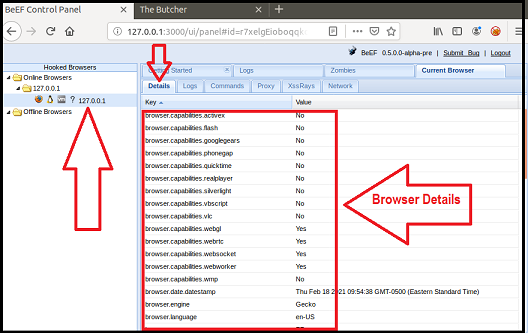 BeEF Control Panel
The Butcher
127.0.0.1:3000/ui/panel#id=r7xelgEioboqqk
BeEF 0.5.0.0-alpha-pre | Submit Bug | Logout
Hooked Browsers
Getting Started
Logs
Zombies
Current Browser
Online Browsers
127.0.0.1
? 127.0.0.1
Offline Browsers
Details
Logs
Commands
Proxy
XssRays
Network
Key
Value
browser.capabilities.activex No
browser.capabilities.flash No
browser.capabilities.googlegears No
browser.capabilities.phonegap No
browser.capabilities.quicktime No
browser.capabilities.realplayer No
browser.capabilities.silverlight No
browser.capabilities.vbscript No
browser.capabilities.vlc No
browser.capabilities.webgl Yes
browser.capabilities.webrtc Yes
browser.capabilities.websocket Yes
browser.capabilities.webworker Yes
browser.capabilities.wmp No
browser.date.datestamp Thu Feb 18 2021 09:54:38 GMT-0500 (Eastern Standard Time)
browser.engine Gecko
browser.language en-US
Browser Details